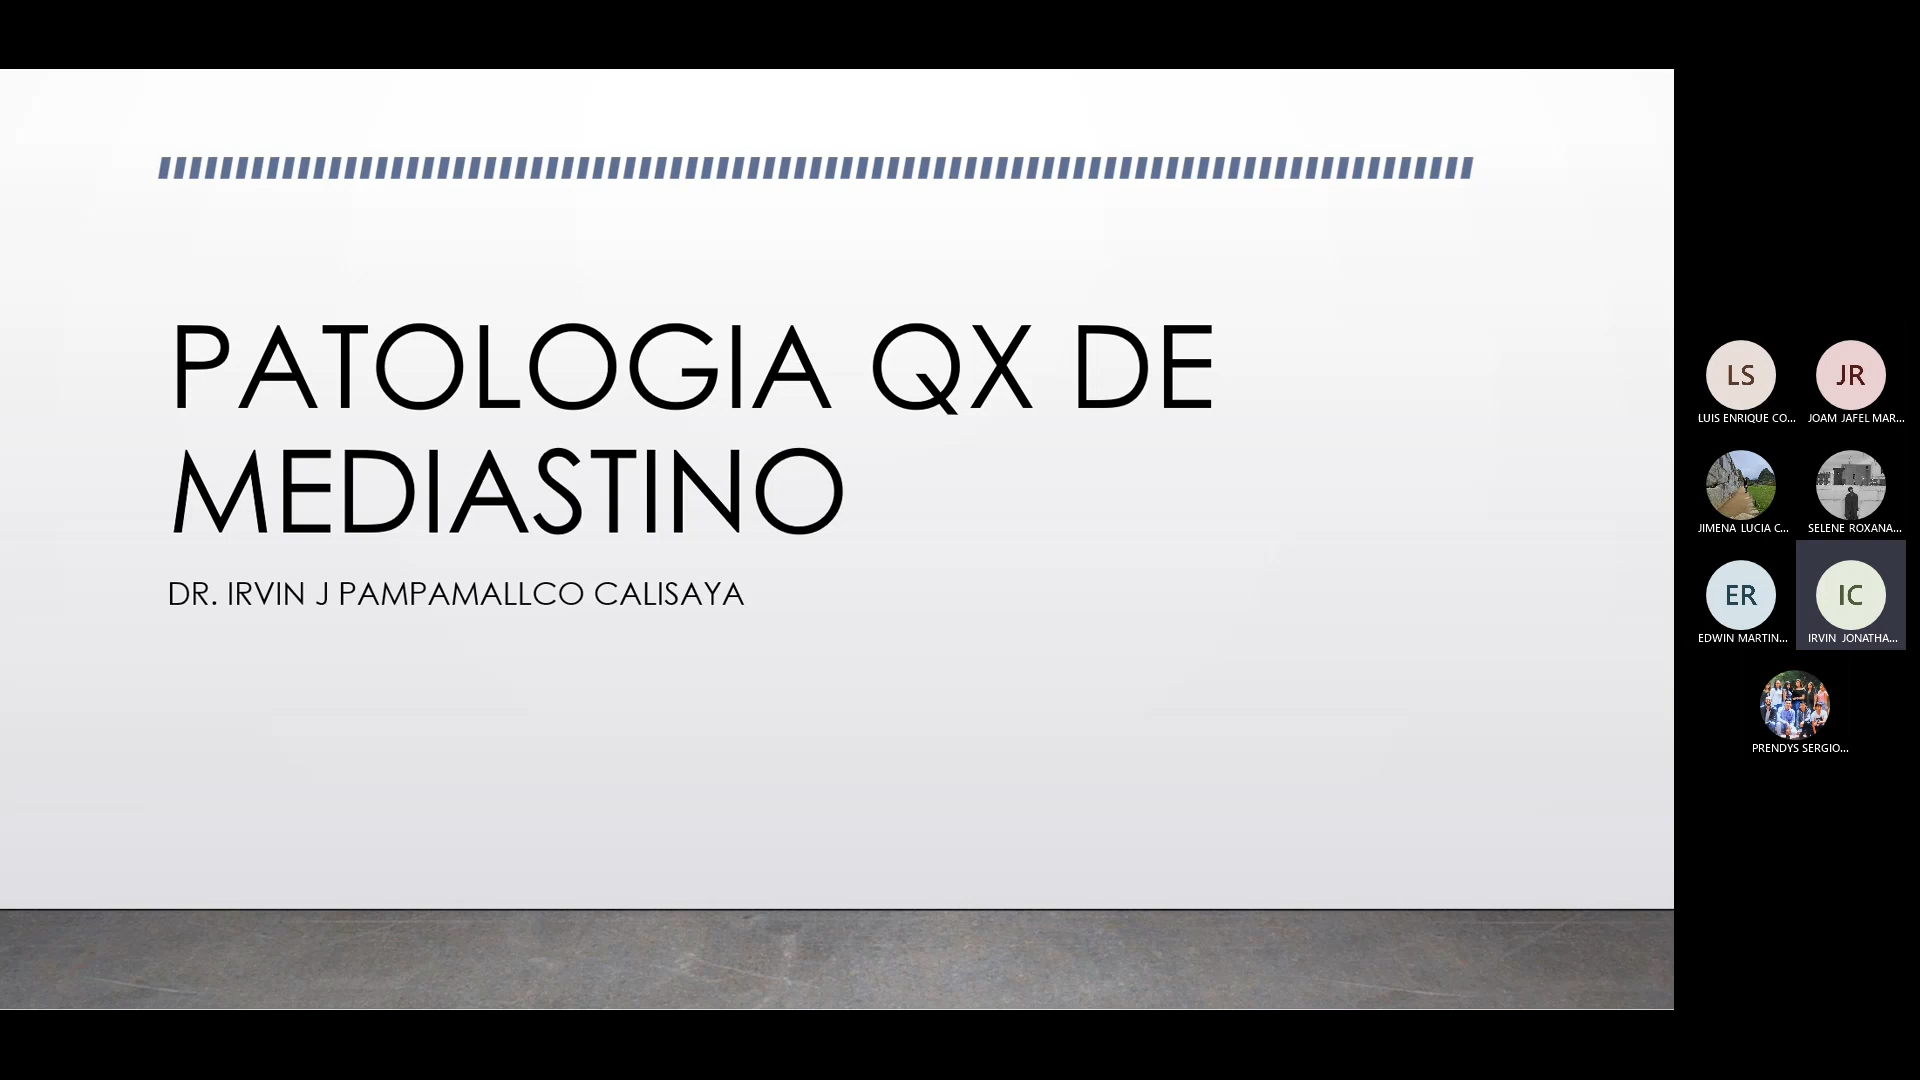 PATOLOGIA QX DE
MEDIASTINO
DR. IRVIN J PAMPAMALLCO CALISAYA
LS
JR
LUIS ENRIQUE CO...
JOAM JAFEL MAR...
JIMENA LUCIA C...
SELENE ROXANA...
ER
IC
EDWIN MARTIN...
IRVIN JONATHA...
PRENDYS SERGIO...